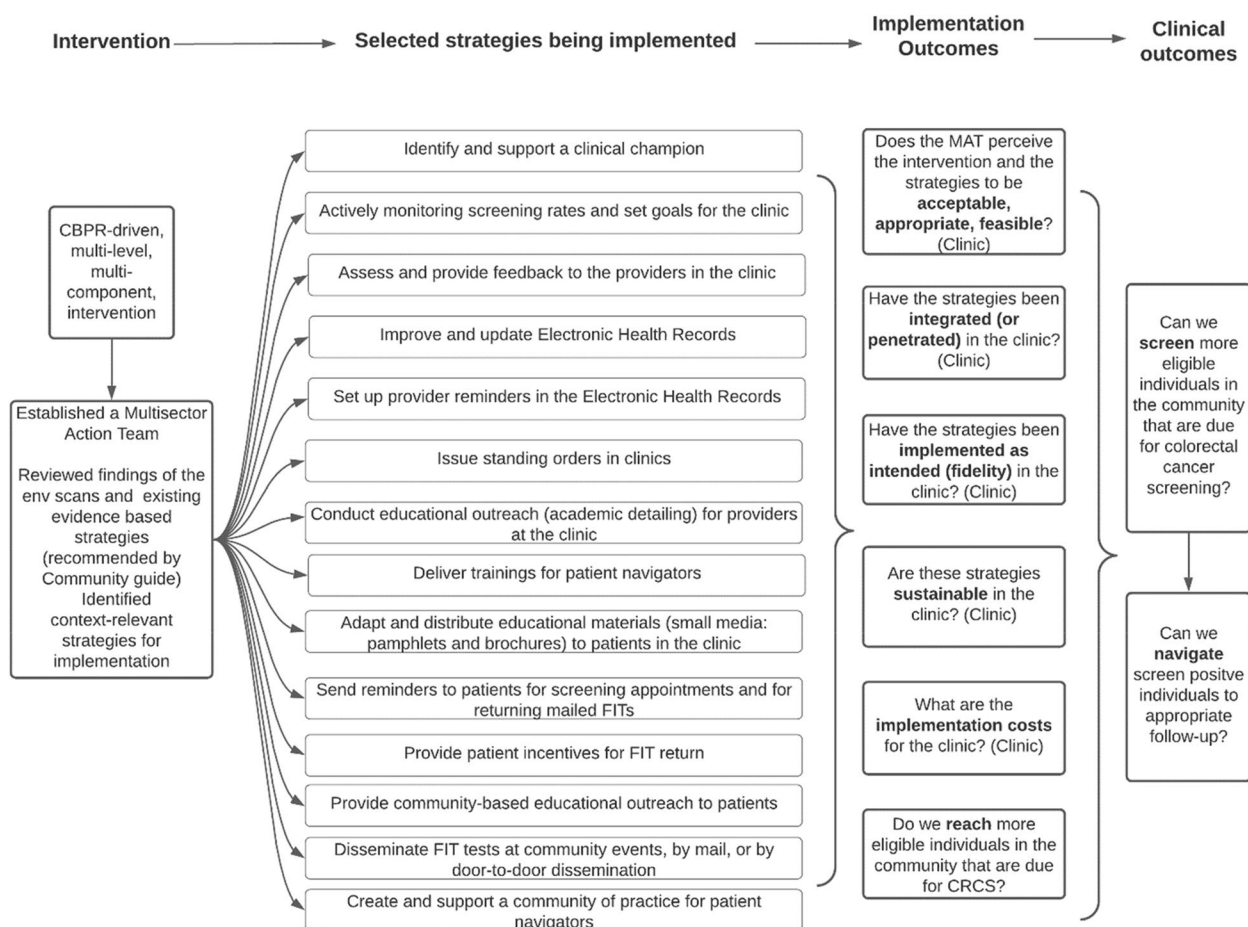 Intervention
Selected strategies being implemented
Implementation
Outcomes
Clinical
outcomes
CBPR-driven,
multi-level,
multi-
component,
intervention
Established a Multisector
Action Team
Reviewed findings of the
env scans and existing
evidence based
strategies
(recommended by
Community guide)
Identified
context-relevant
strategies for
implementation
Identify and support a clinical champion
Actively monitoring screening rates and set goals for the clinic
Assess and provide feedback to the providers in the clinic
Improve and update Electronic Health Records
Set up provider reminders in the Electronic Health Records
Issue standing orders in clinics
Conduct educational outreach (academic detailing) for providers
at the clinic
Deliver trainings for patient navigators
Adapt and distribute educational materials (small media:
pamphlets and brochures) to patients in the clinic
Send reminders to patients for screening appointments and for
returning mailed FITs
Provide patient incentives for FIT return
Provide community-based educational outreach to patients
Disseminate FIT tests at community events, by mail, or by
door-to-door dissemination
Create and support a community of practice for patient
navigators
Does the MAT perceive
the intervention and the
strategies to be
acceptable,
appropriate, feasible?
(Clinic)
Have the strategies been
integrated (or
penetrated) in the clinic?
(Clinic)
Have the strategies been
implemented as
intended (fidelity) in the
clinic? (Clinic)
Are these strategies
sustainable in the
clinic? (Clinic)
What are the
implementation costs
for the clinic? (Clinic)
Do we reach more
eligible individuals in the
community that are due
for CRCS?
Can we
screen more
eligible
individuals in
the community
that are due
for colorectal
cancer
screening?
Can we
navigate
screen positve
individuals to
appropriate
follow-up?